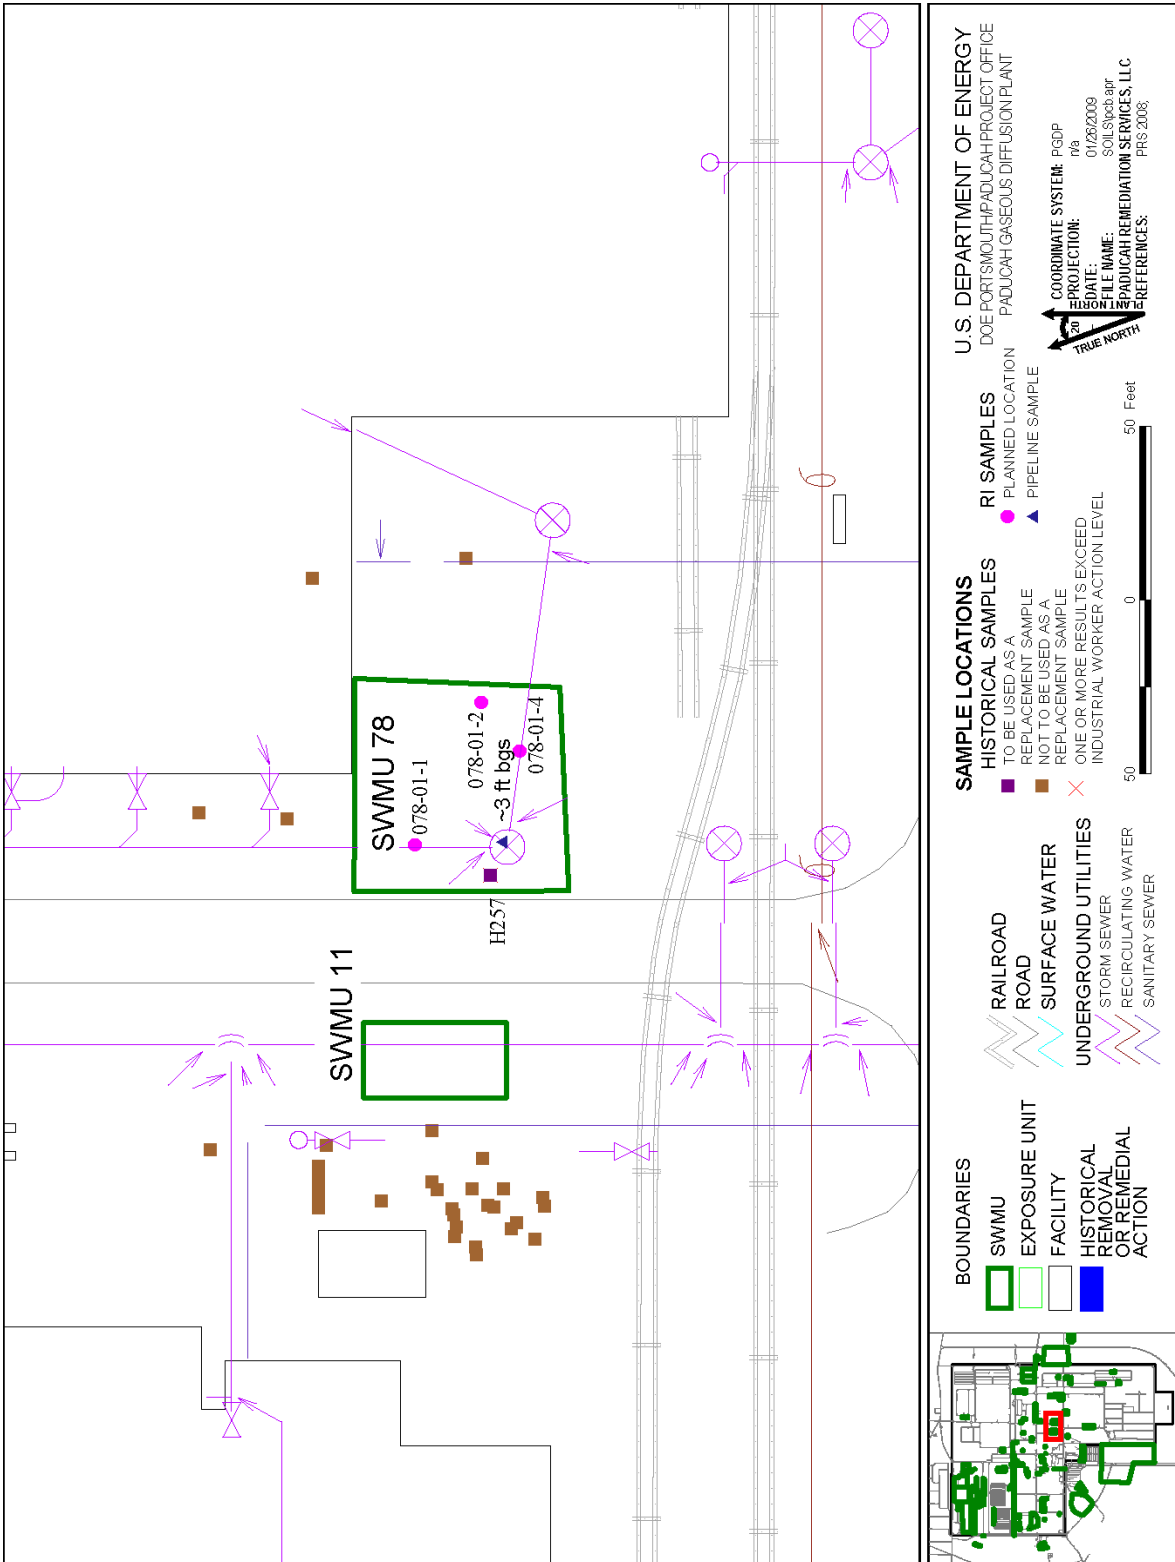 SWMU 11
SWMU 78
H257
078-01-1
078-01-2
~3 ft bgs
078-01-4
BOUNDARIES
SWMU
EXPOSURE UNIT
FACILITY
HISTORICAL
REMOVAL
OR REMEDIAL
ACTION
RAILROAD
ROAD
SURFACE WATER
UNDERGROUND UTILITIES
STORM SEWER
RECIRCULATING WATER
SANITARY SEWER
SAMPLE LOCATIONS
HISTORICAL SAMPLES
TO BE USED AS A
REPLACEMENT SAMPLE
NOT TO BE USED AS A
REPLACEMENT SAMPLE
ONE OR MORE RESULTS EXCEED
INDUSTRIAL WORKER ACTION LEVEL
RI SAMPLES
PLANNED LOCATION
PIPELINE SAMPLE
50 0 50 Feet
U.S. DEPARTMENT OF ENERGY
DOE PORTSMOUTH/PADUCAH PROJECT OFFICE
PADUCAH GASEOUS DIFFUSION PLANT
TRUE NORTH
20
PLANT NORTH
COORDINATE SYSTEM: PGDP
PROJECTION: n/a
DATE: 01/26/2009
FILE NAME: SOILS\pcb.apr
PADUCAH REMEDIATION SERVICES, LLC
REFERENCES: PRS 2008;